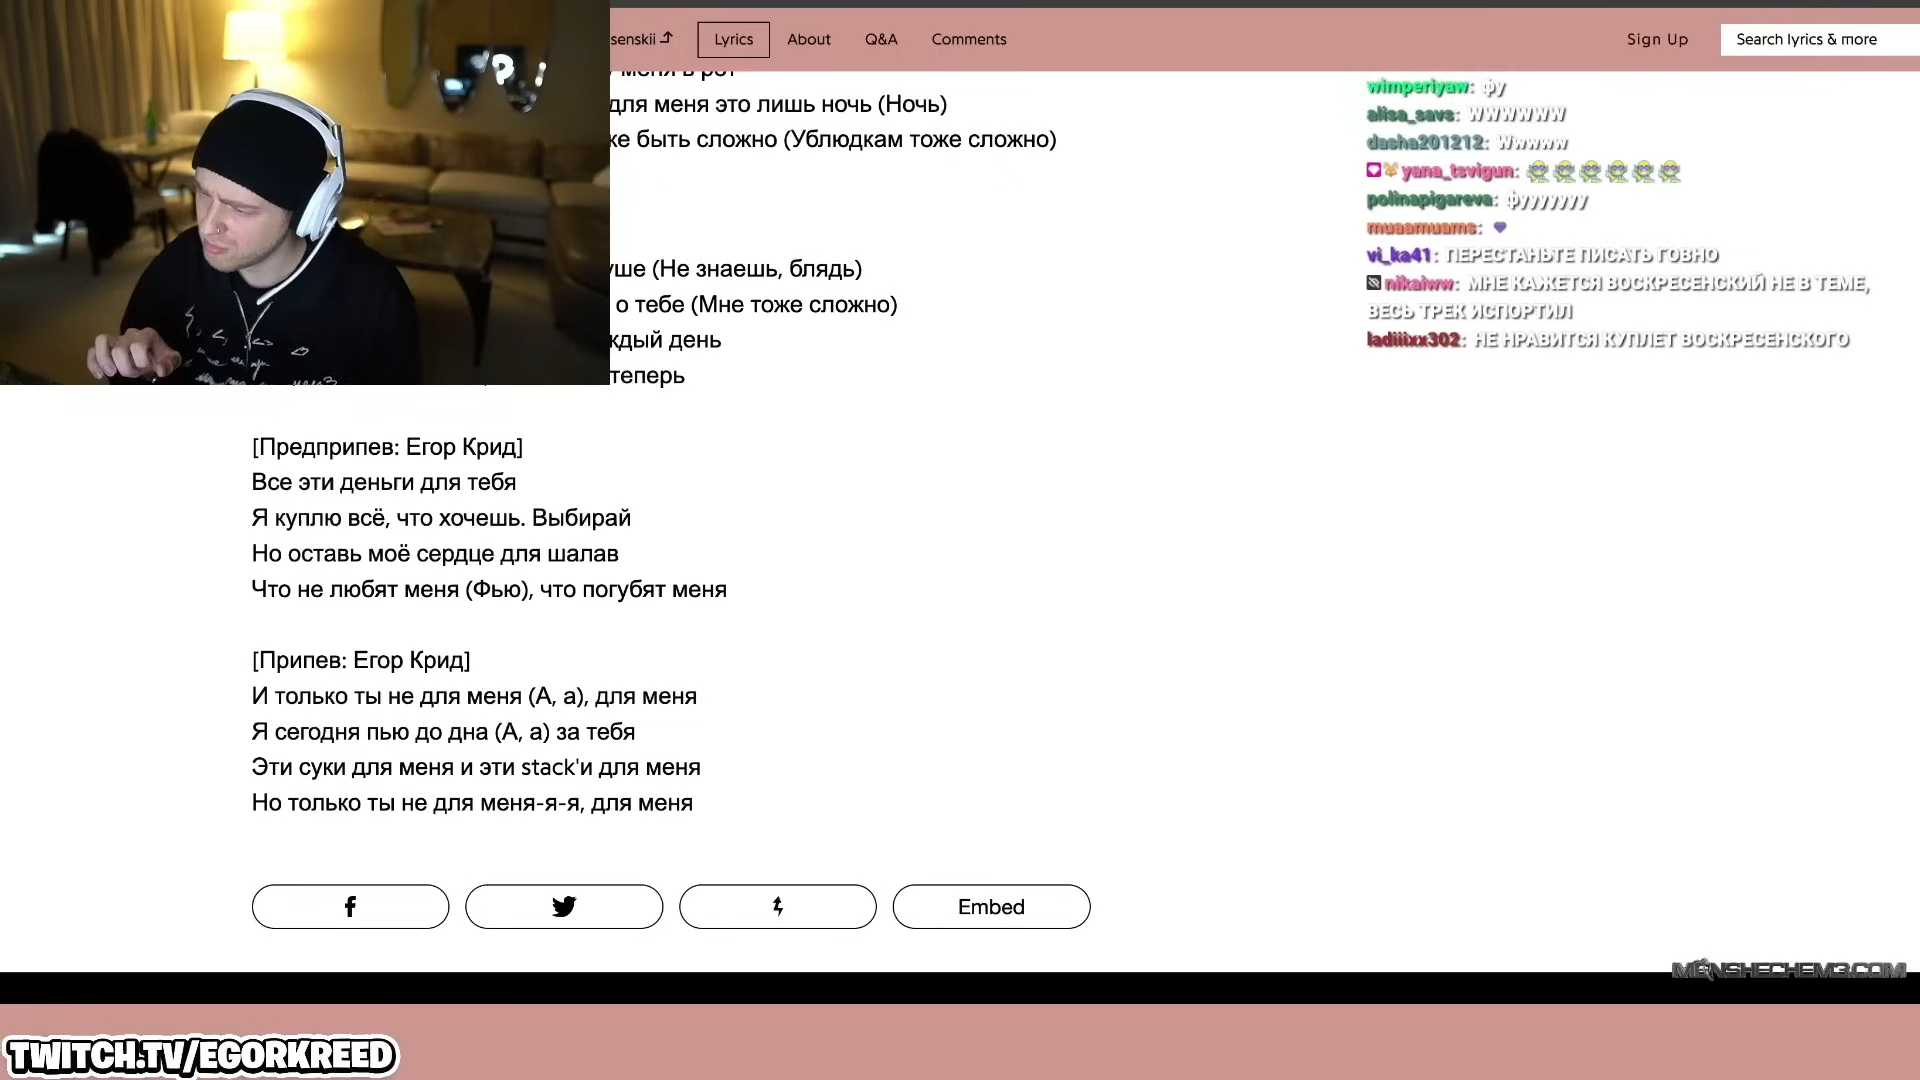 senskii
Lyrics
About
Q&A
Comments
Sign Up
Search lyrics & more
меня в рот
для меня это лишь ночь (Ночь)
же быть сложно (Ублюдкам тоже сложно)
уше (Не знаешь, блядь)
о тебе (Мне тоже сложно)
ждый день
теперь
[Предприпев: Егор Крид]
Все эти деньги для тебя
Я куплю всё, что хочешь. Выбирай
Но оставь моё сердце для шалав
Что не любят меня (Фью), что погубят меня
[Припев: Егор Крид]
И только ты не для меня (А, а), для меня
Я сегодня пью до дна (А, а) за тебя
Эти суки для меня и эти stack'и для меня
Но только ты не для меня-я-я, для меня
Embed
wimperiyaw: фу
alisa_savs: WWWWWW
dasha201212: Wwwww
yana_tsvigun:
polinapigareva: фууууууу
muaamuams:
vi_ka41: ПЕРЕСТАНЬТЕ ПИСАТЬ ГОВНО
nikaiww: МНЕ КАЖЕТСЯ ВОСКРЕСЕНСКИЙ НЕ В ТЕМЕ,
ВЕСЬ ТРЕК ИСПОРТИЛ
ladiiixx302: НЕ НРАВИТСЯ КУПЛЕТ ВОСКРЕСЕНСКОГО
MENSHECHEM3.COM
TWITCH.TV/EGORKREED